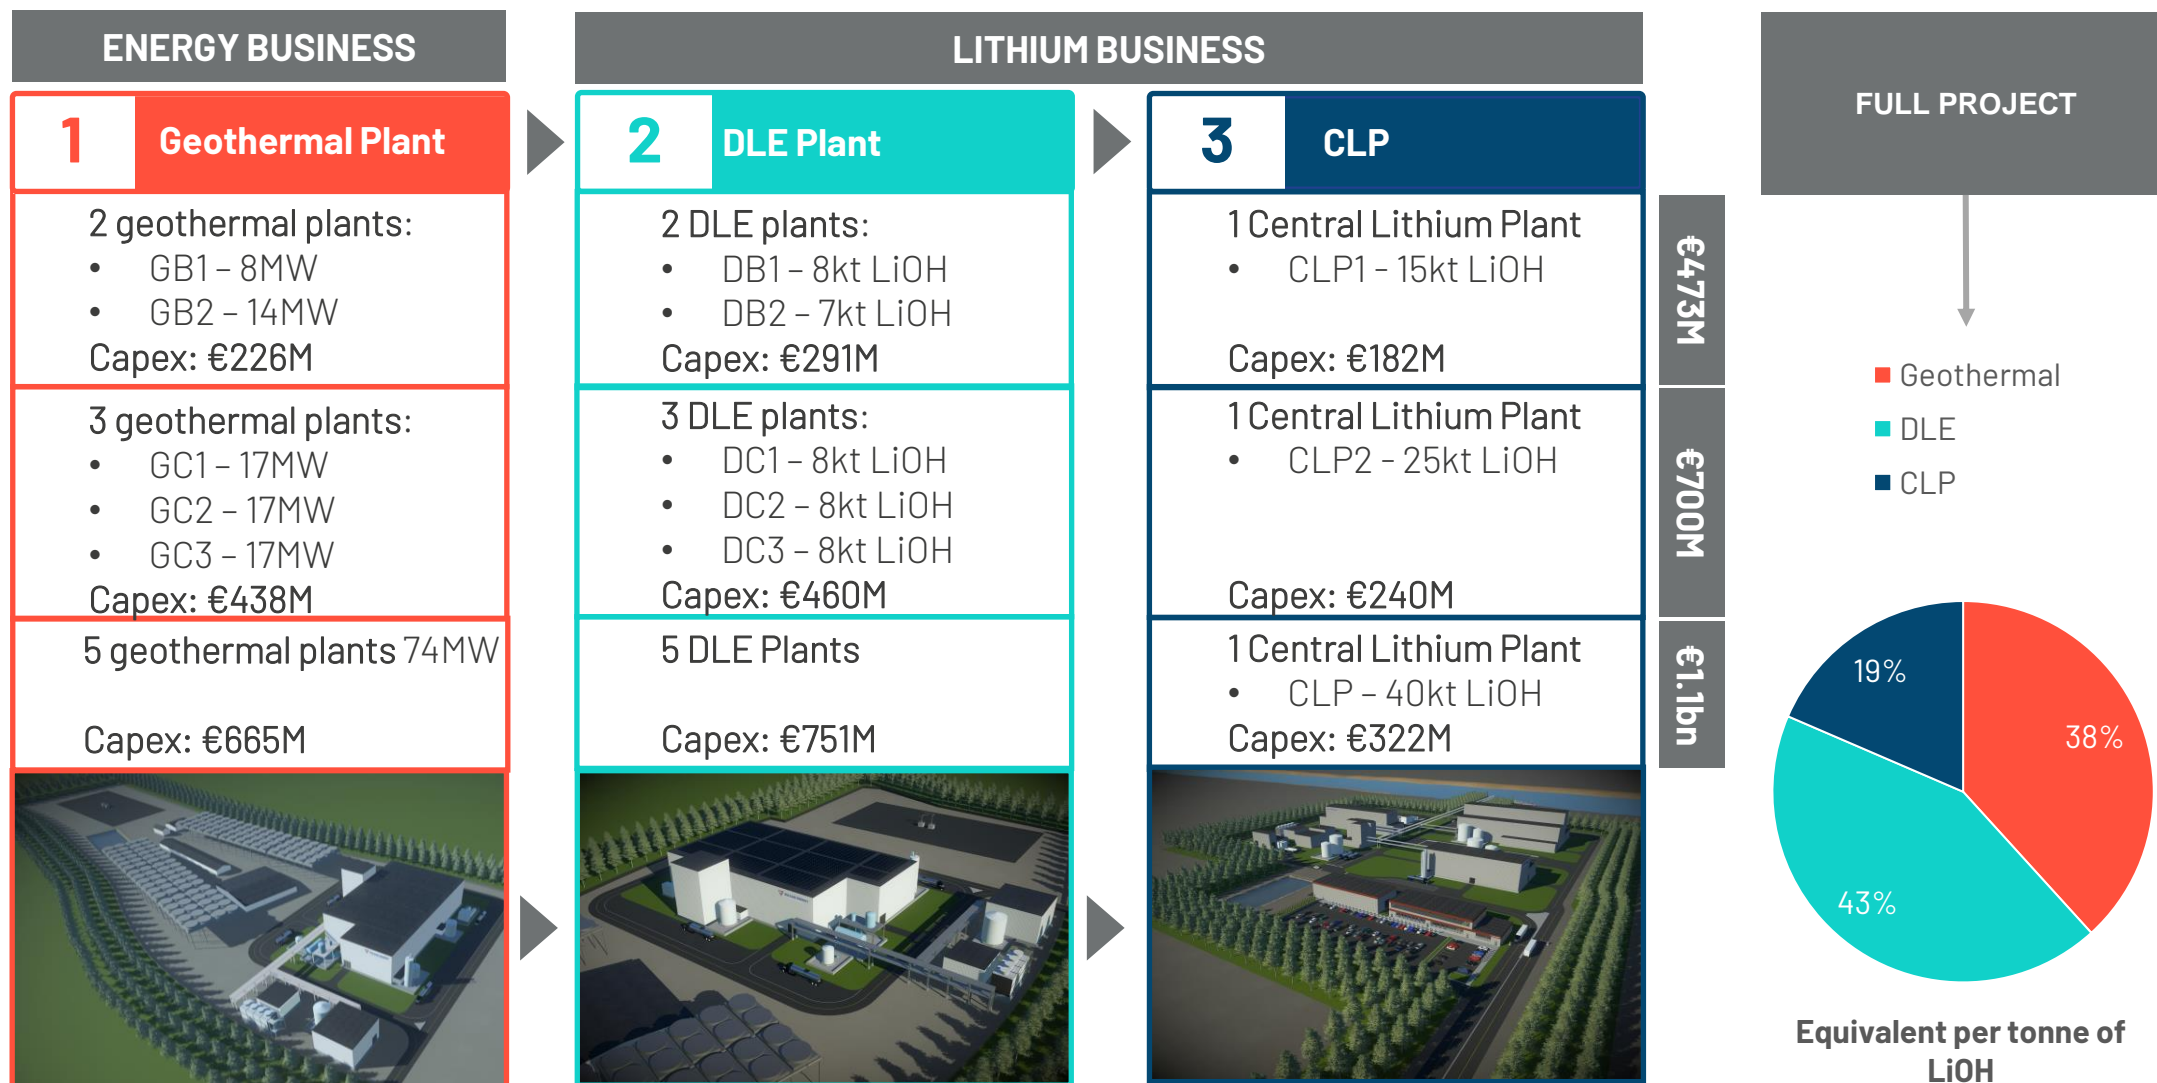 ENERGY BUSINESS
LITHIUM BUSINESS
FULL PROJECT
1
Geothermal Plant
2
DLE Plant
3
CLP
2 geothermal plants:
• GB1 – 8MW
• GB2 – 14MW
Capex: €226M
2 DLE plants:
• DB1 – 8kt LiOH
• DB2 – 7kt LiOH
Capex: €291M
1 Central Lithium Plant
• CLP1 - 15kt LiOH
Capex: €182M
€473M
3 geothermal plants:
• GC1 – 17MW
• GC2 – 17MW
• GC3 – 17MW
Capex: €438M
3 DLE plants:
• DC1 – 8kt LiOH
• DC2 – 8kt LiOH
• DC3 – 8kt LiOH
Capex: €460M
1 Central Lithium Plant
• CLP2 - 25kt LiOH
Capex: €240M
€700M
5 geothermal plants 74MW
Capex: €665M
5 DLE Plants
Capex: €751M
1 Central Lithium Plant
• CLP – 40kt LiOH
Capex: €322M
€1.1bn
Geothermal
DLE
CLP
19%
38%
43%
Equivalent per tonne of
LiOH